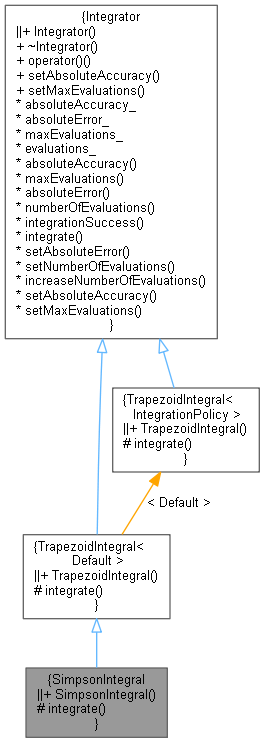 {Integrator
||+ Integrator()
+ ~Integrator()
+ operator()()
+ setAbsoluteAccuracy()
+ setMaxEvaluations()
* absoluteAccuracy_
* absoluteError_
* maxEvaluations_
* evaluations_
* absoluteAccuracy()
* maxEvaluations()
* absoluteError()
* numberOfEvaluations()
* integrationSuccess()
* integrate()
* setAbsoluteError()
* setNumberOfEvaluations()
* increaseNumberOfEvaluations()
* setAbsoluteAccuracy()
* setMaxEvaluations()
}
{TrapezoidIntegral<
IntegrationPolicy >
||+ TrapezoidIntegral()
# integrate()
}
< Default >
{TrapezoidIntegral<
Default >
||+ TrapezoidIntegral()
# integrate()
}
{SimpsonIntegral
||+ SimpsonIntegral()
# integrate()
}